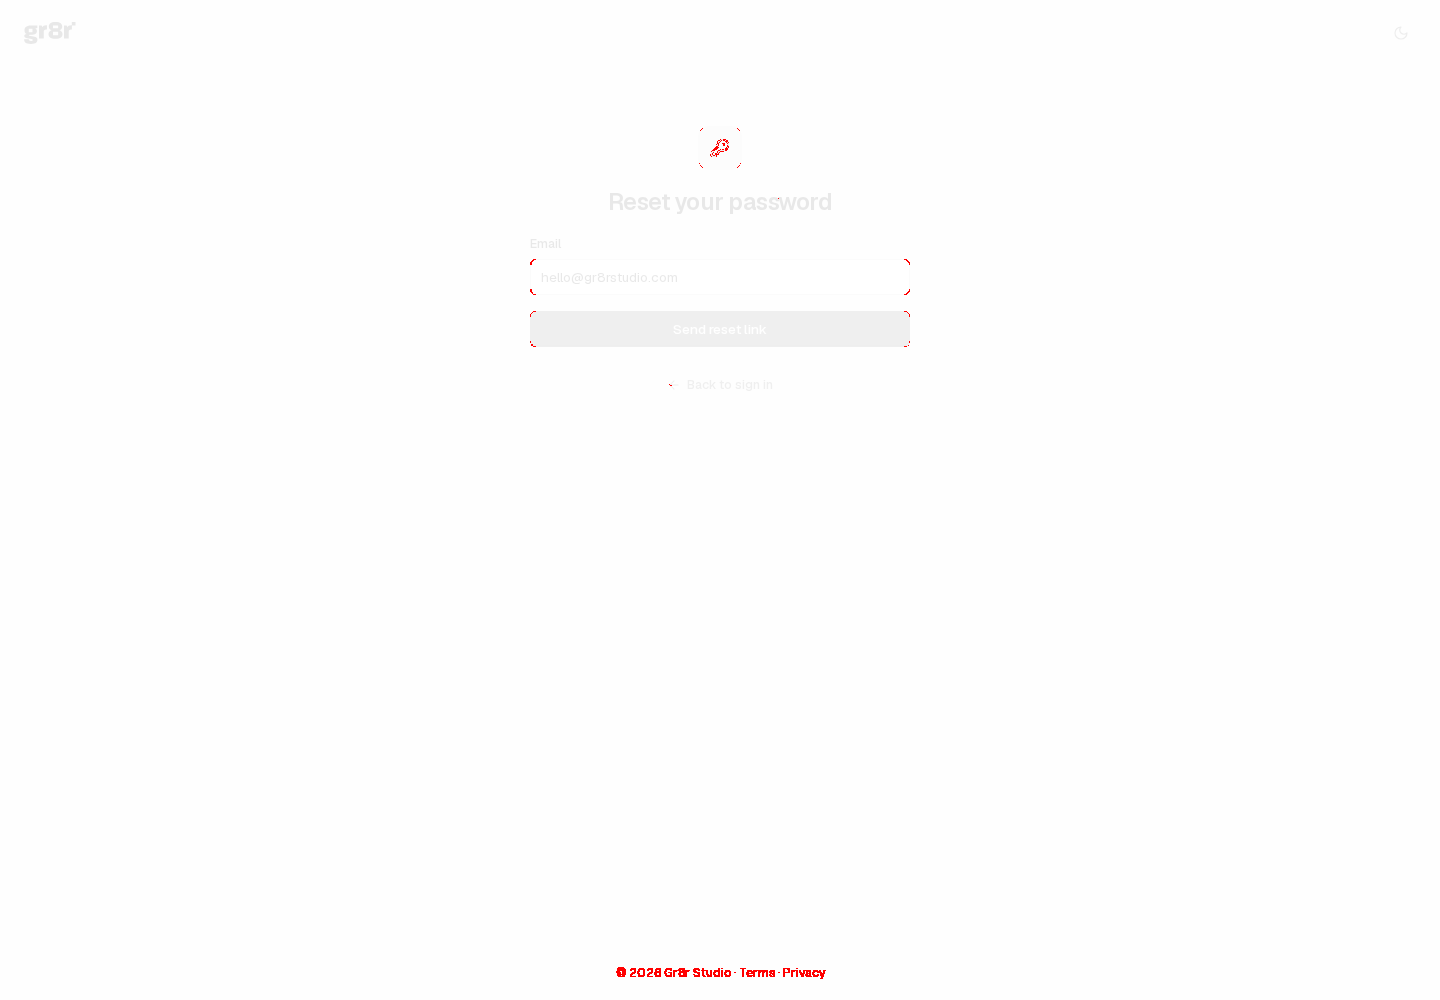 gr8r
Reset your password
Email
hello@gr8rstudio.com
Send reset link
Back to sign in
© 2026 Gr8r Studio · Terms · Privacy